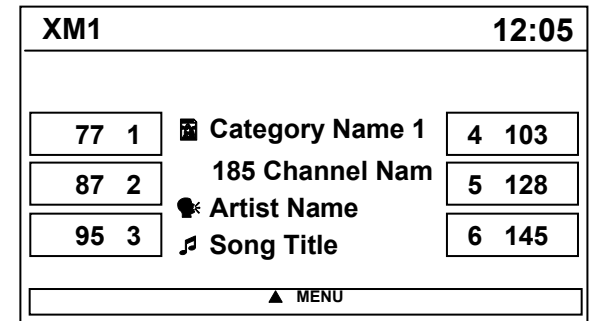 XM1 12:05
77 1 Category Name 1 4 103
87 2 185 Channel Nam 5 128
95 3 Artist Name 6 145
Song Title
▲ MENU